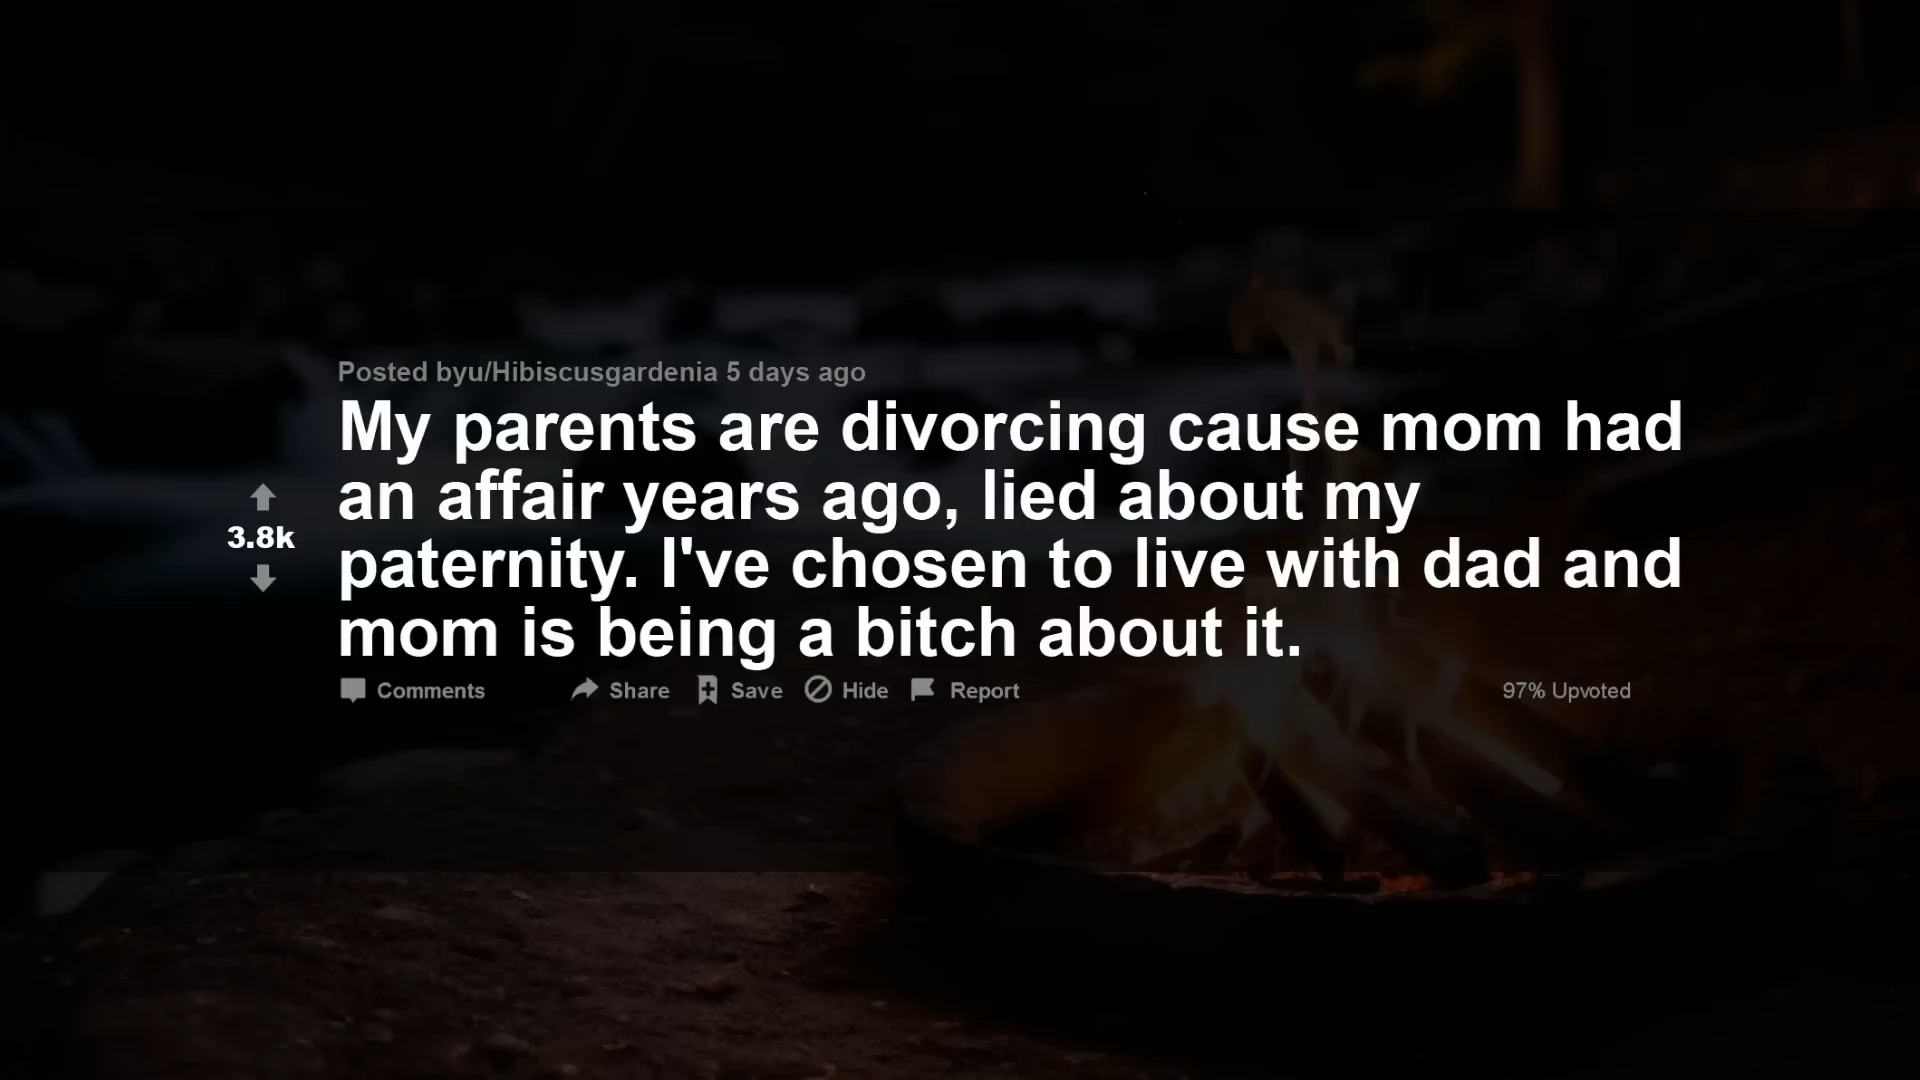 Posted byu/Hibiscusgardenia 5 days ago
My parents are divorcing cause mom had
an affair years ago, lied about my
paternity. I've chosen to live with dad and
mom is being a bitch about it.
3.8k
Comments Share Save Hide Report 97% Upvoted